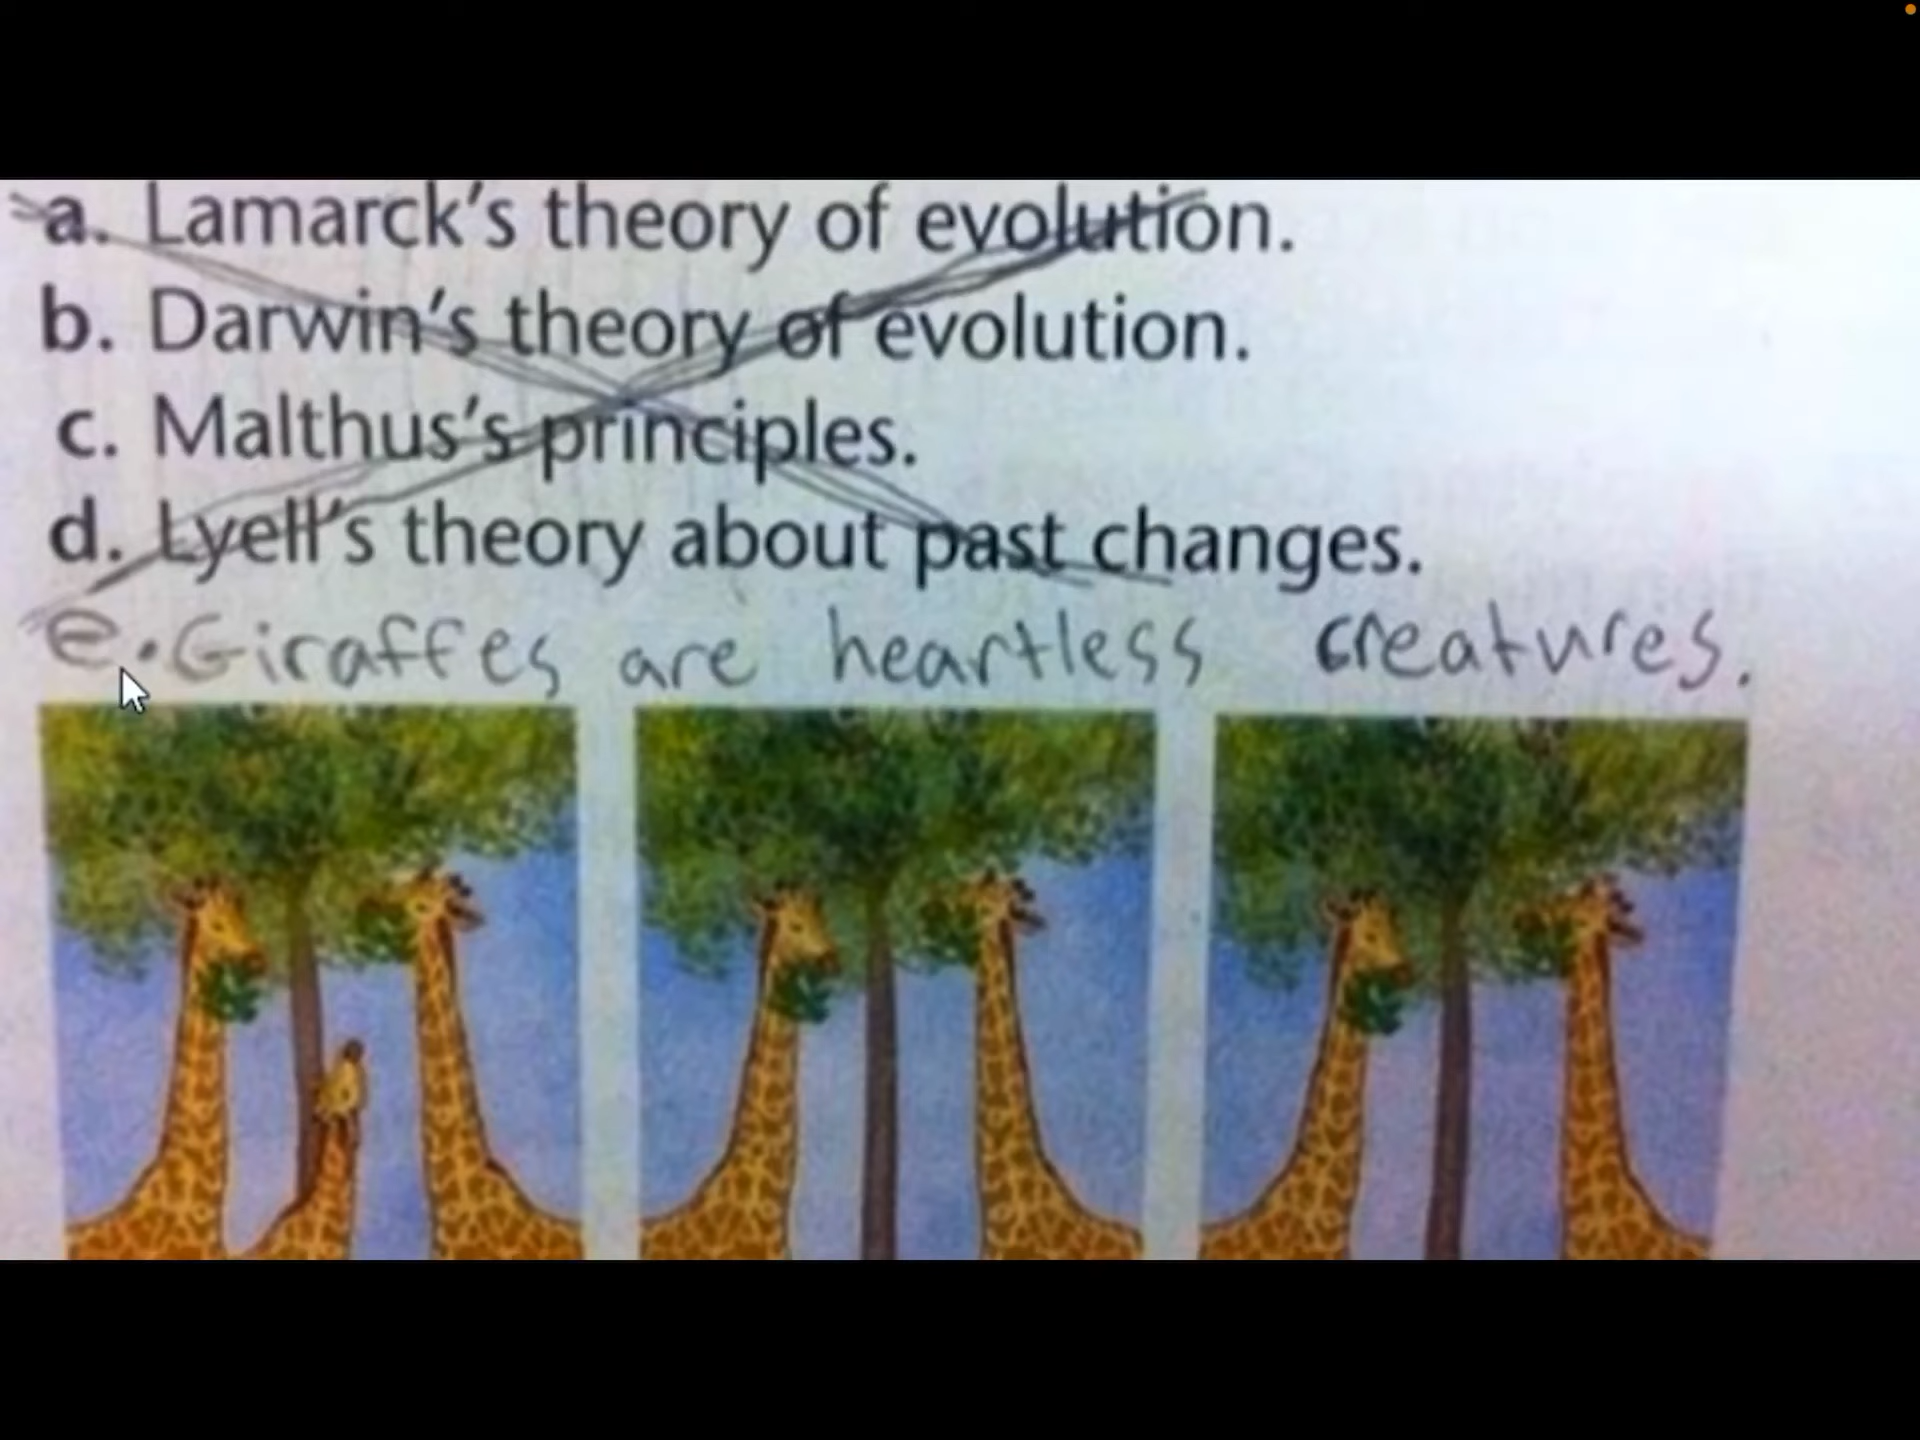 a. Lamarck's theory of evolution.
b. Darwin's theory of evolution.
c. Malthus's principles.
d. Lyell's theory about past changes.
e. Giraffes are heartless creatures.